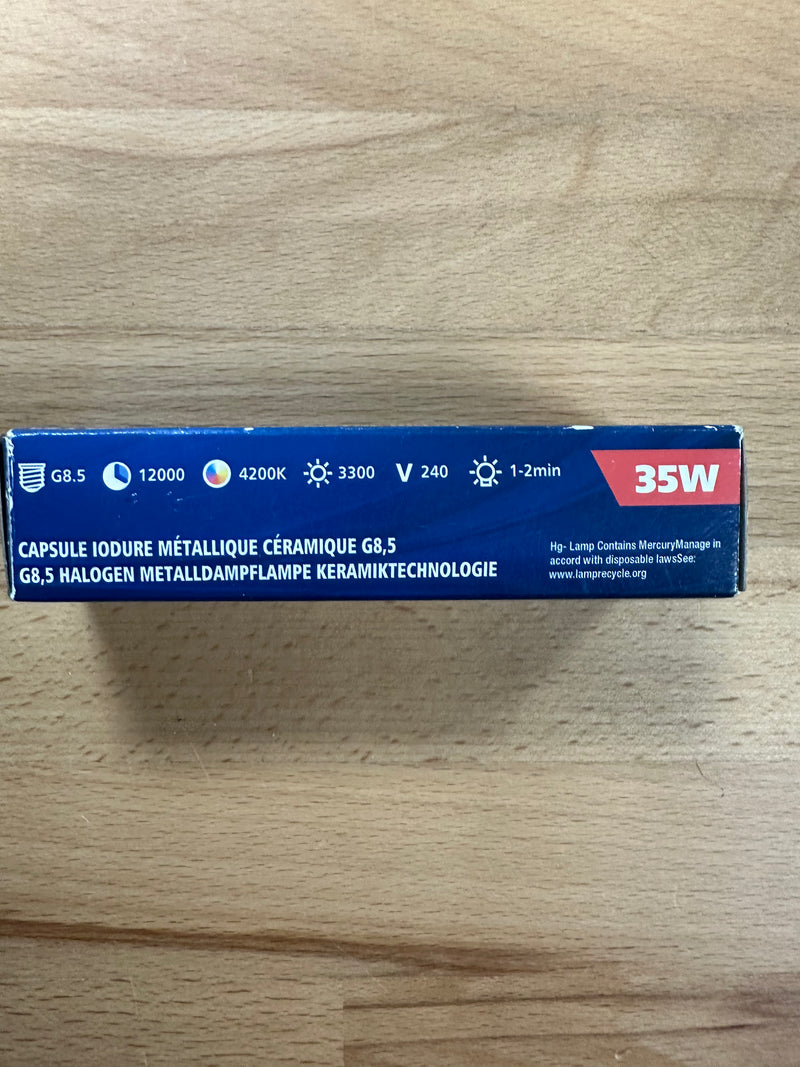 G8.5 12000 4200K 3300 V 240 1-2min 35W
CAPSULE IODURE MÉTALLIQUE CÉRAMIQUE G8,5
G8,5 HALOGEN METALLDAMPFLAMPE KERAMIKTECHNOLOGIE
Hg- Lamp Contains MercuryManage in
accord with disposable lawsSee:
www.lamprecycle.org